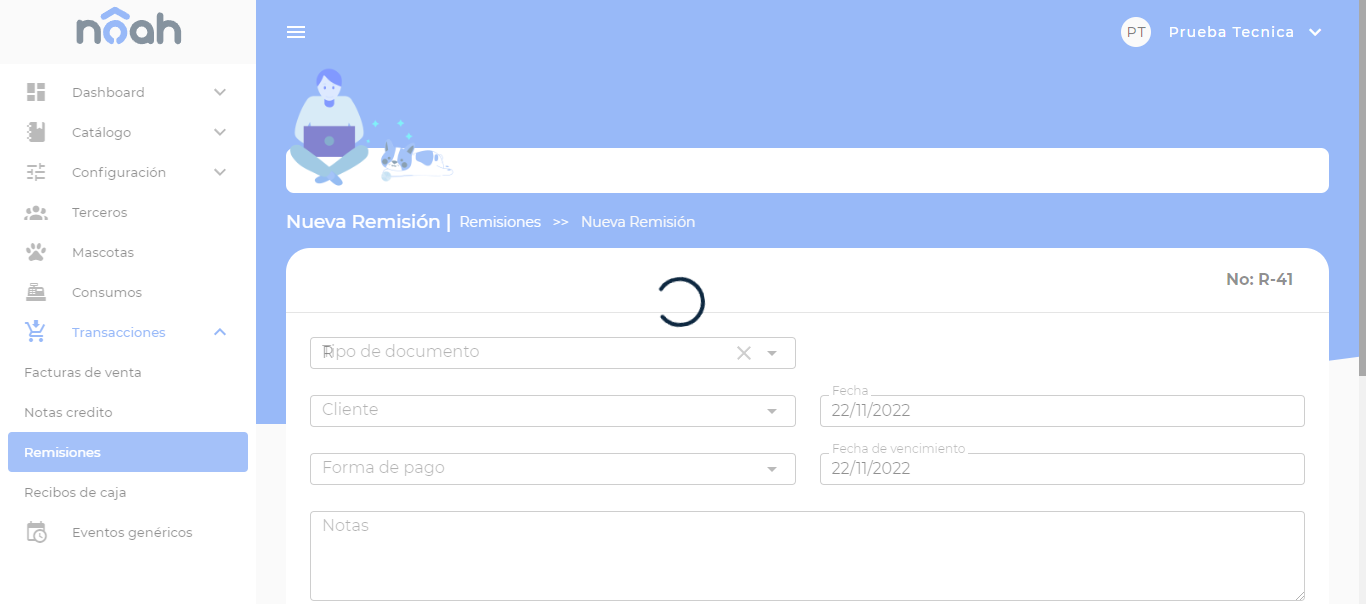 nôah
Dashboard
Catálogo
Configuración
Terceros
Mascotas
Consumos
Transacciones
Facturas de venta
Notas credito
Remisiones
Recibos de caja
Eventos genéricos
PT Prueba Tecnica
Nueva Remisión | Remisiones >> Nueva Remisión
No: R-41
Tipo de documento
R
Cliente
Fecha
22/11/2022
Forma de pago
Fecha de vencimiento
22/11/2022
Notas